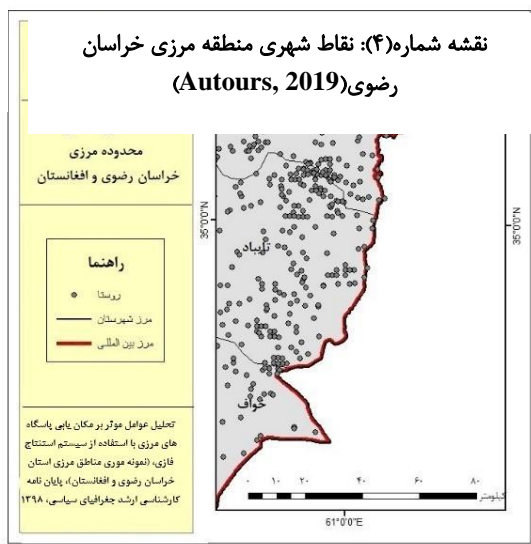 نقشه شماره(۴): نقاط شهری منطقه مرزی خراسان
رضوی(Autours, 2019)
محدوده مرزی
خراسان رضوی و افغانستان
راهنما
روستا
مرز شهرستان
مرز بین المللی
تحلیل عوامل موثر بر مکان یابی پاسگاه
های مرزی با استفاده از سیستم استنتاج
فازی، (نمونه موری مناطق مرزی استان
خراسان رضوی و افغانستان)، پایان نامه
کارشناسی ارشد جغرافیای سیاسی، ۱۳۹۸
35°0'0"N
35°0'0"N
تایباد
خواف
۰ ۱۰ ۲۰ ۴۰ ۶۰ ۸۰
کیلومتر
61°0'0"E